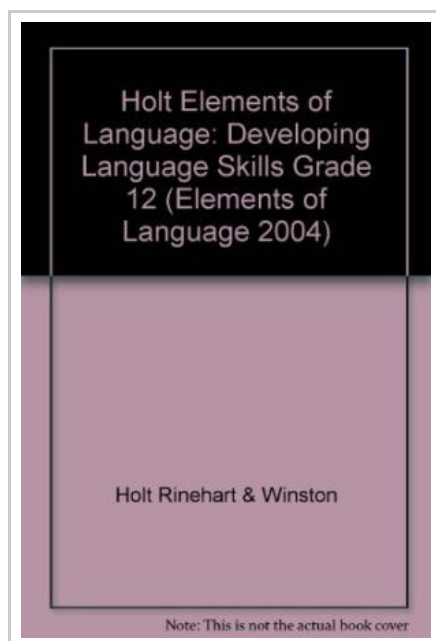 Holt Elements of
Language: Developing
Language Skills Grade
12 (Elements of
Language 2004)
Holt Rinehart & Winston
Note: This is not the actual book cover